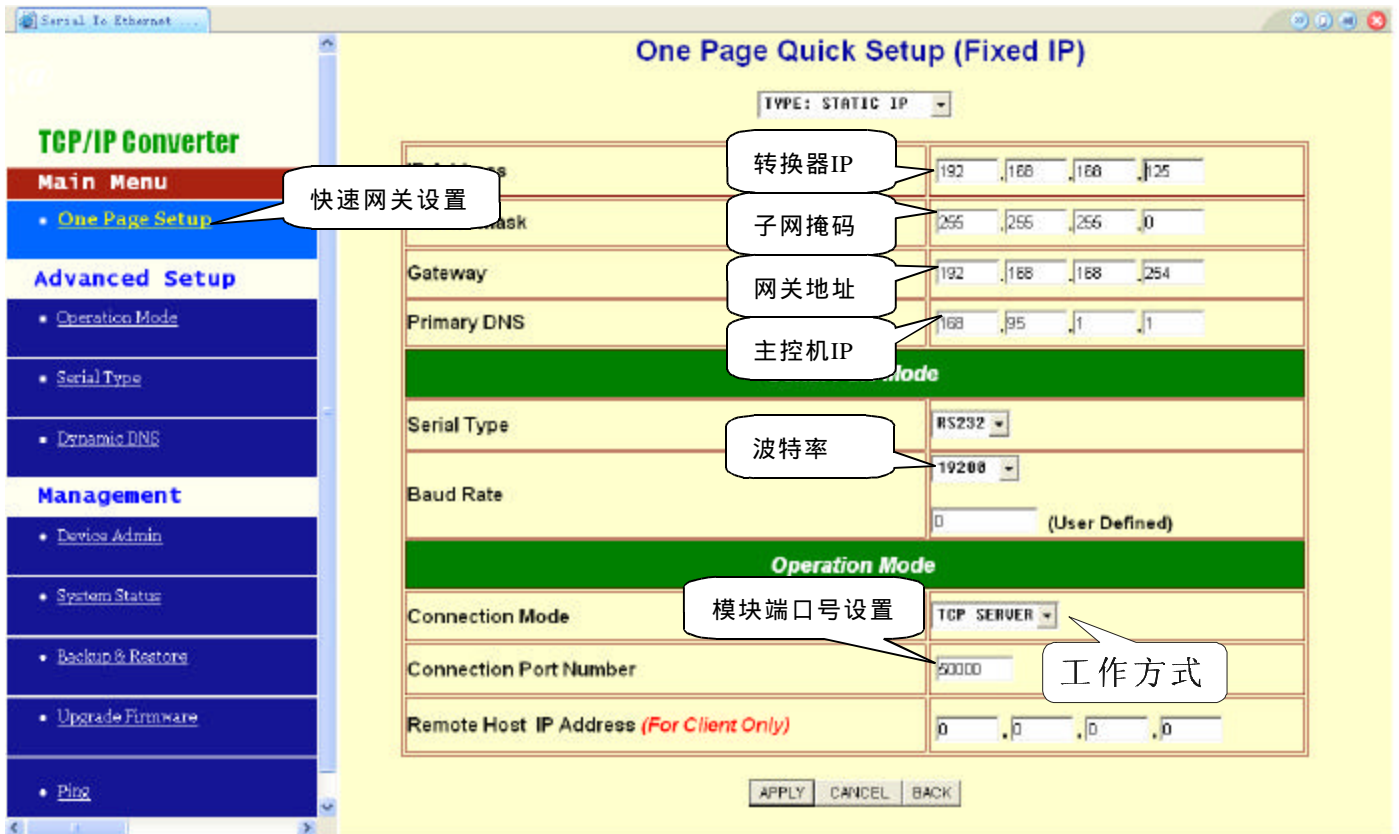 Serial To Ethernet ...
One Page Quick Setup (Fixed IP)
TYPE: STATIC IP
TCP/IP Converter
Main Menu
One Page Setup
快速网关设置
Advanced Setup
Operation Mode
Serial Type
Dynamic DNS
Management
Device Admin
System Status
Backup & Restore
Upgrade Firmware
Ping
转换器IP
192 . 168 . 168 . 125
子网掩码
255 . 255 . 255 . 0
Gateway
网关地址
192 . 168 . 168 . 254
Primary DNS
主控机IP
168 . 95 . 1 . 1
Serial Type
RS232
波特率
Baud Rate
19200
0 (User Defined)
Operation Mode
Connection Mode
模块端口号设置
TCP SERVER
工作方式
Connection Port Number
Remote Host IP Address (For Client Only)
0 . 0 . 0 . 0
APPLY CANCEL BACK